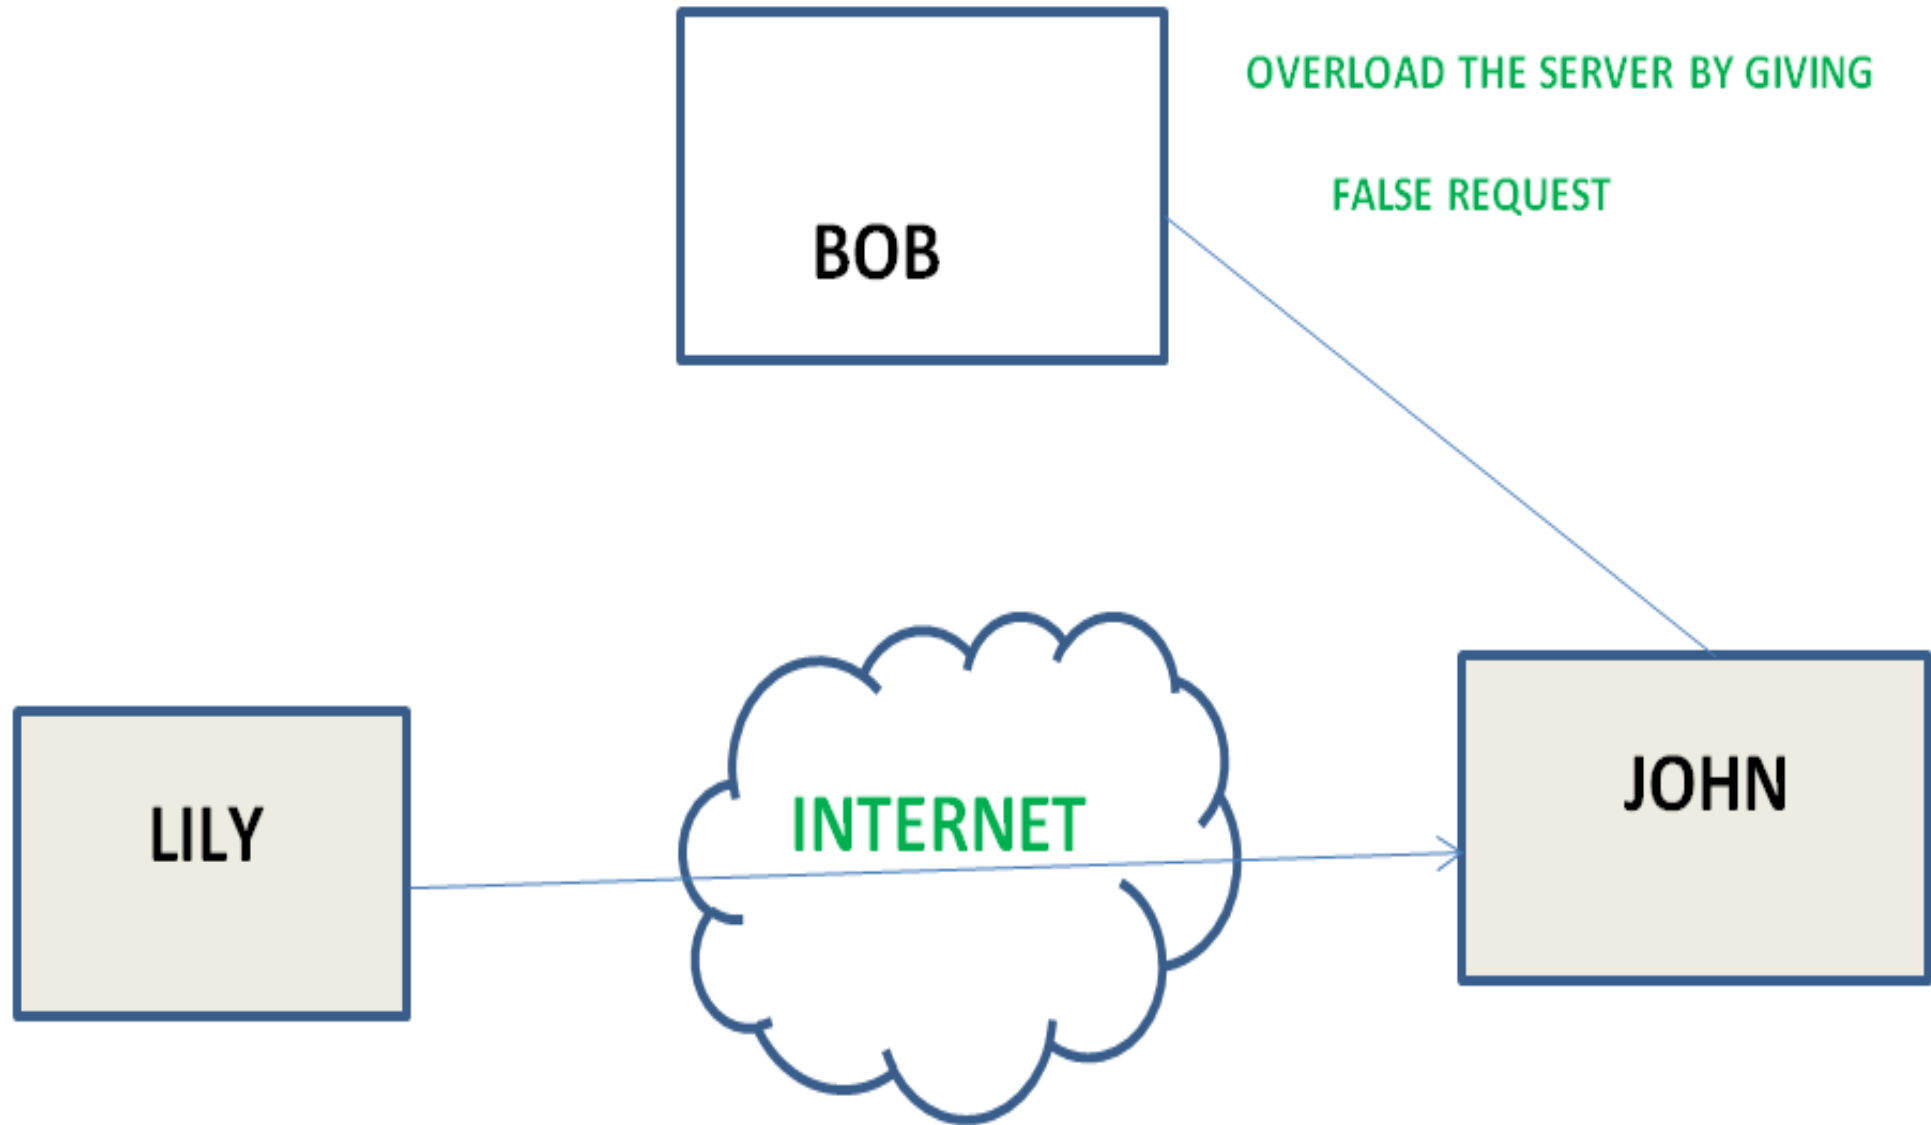 OVERLOAD THE SERVER BY GIVING
FALSE REQUEST
BOB
LILY
INTERNET
JOHN